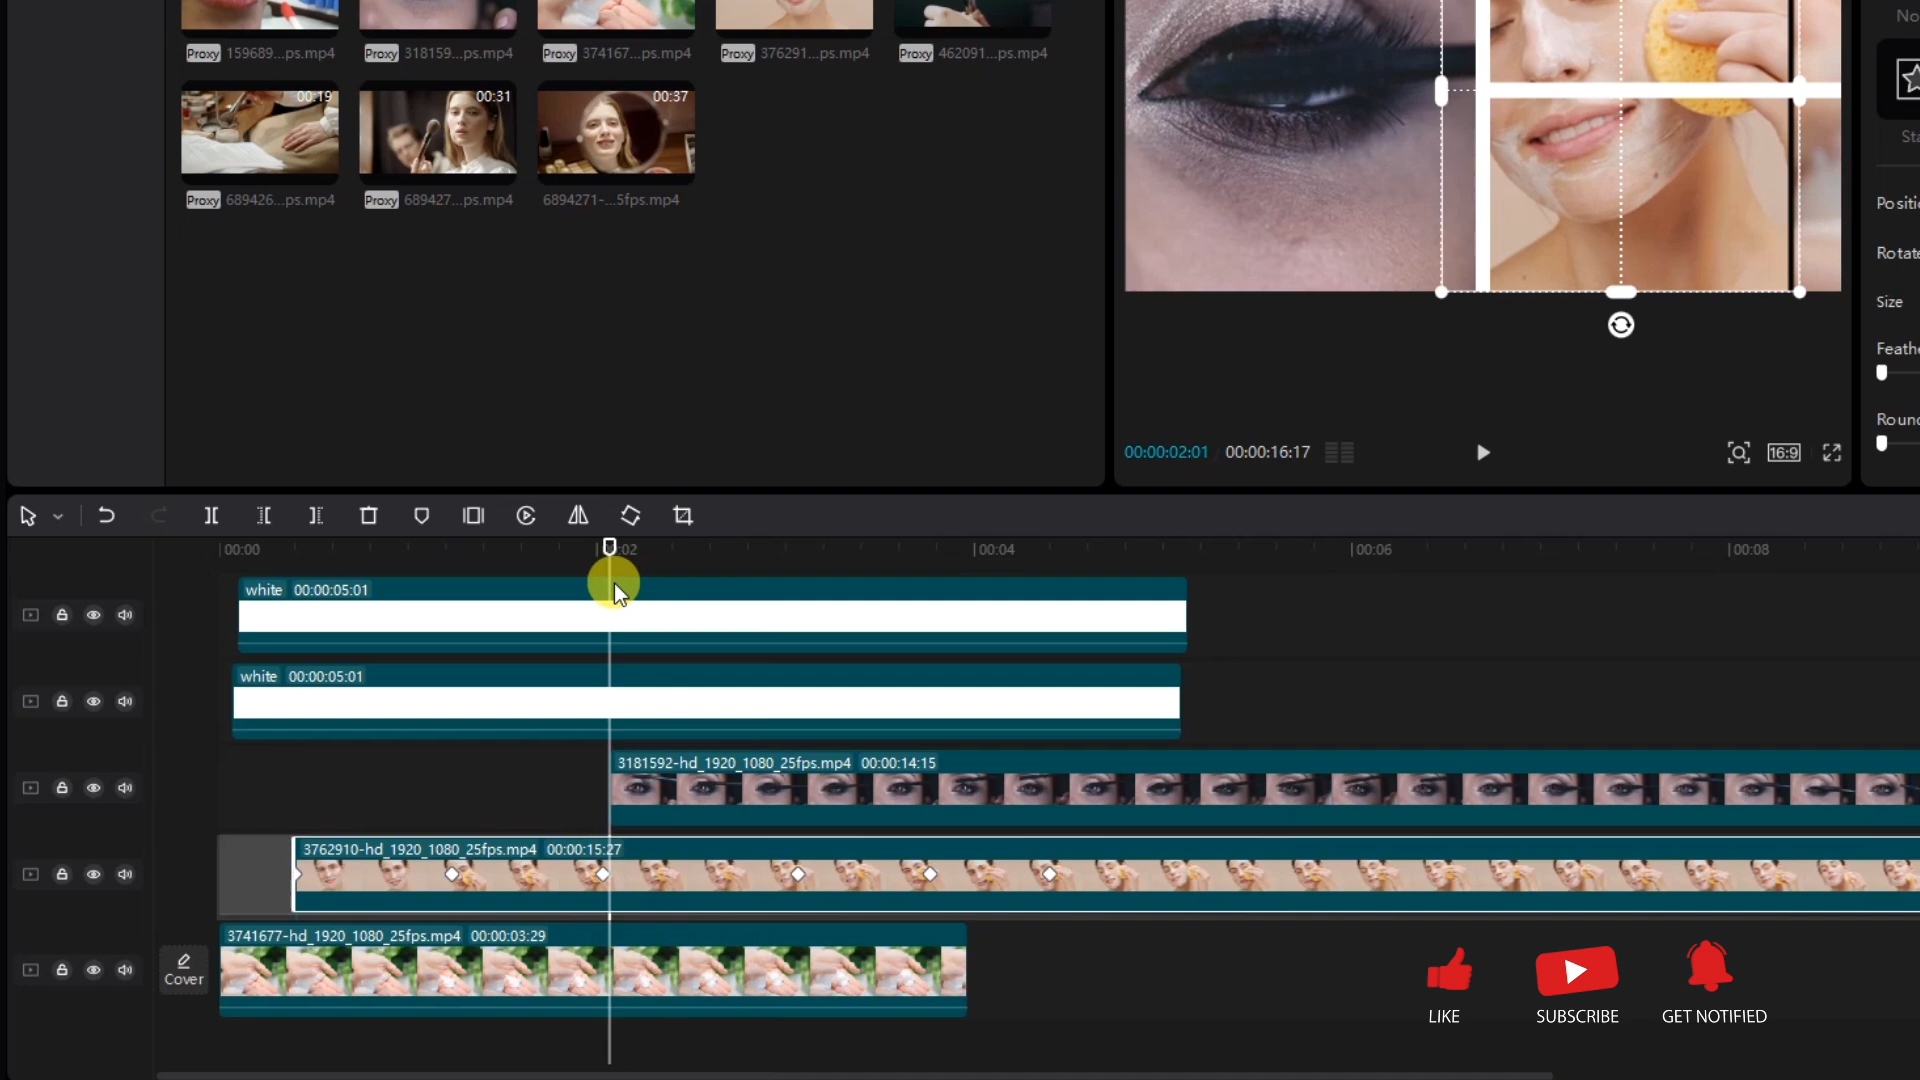 Proxy 159689...ps.mp4 Proxy 318159...ps.mp4 Proxy 374167...ps.mp4 Proxy 376291...ps.mp4 Proxy 462091...ps.mp4
00:19 00:31 00:37
Proxy 689426...ps.mp4 Proxy 689427...ps.mp4 6894271-...5fps.mp4
No
Sta
Positi
Rotate
Size
Feathe
Round
00:00:02:01 00:00:16:17 16:9
00:00 00:02 00:04 00:06 00:08
white 00:00:05:01
white 00:00:05:01
3181592-hd_1920_1080_25fps.mp4 00:00:14:15
3762910-hd_1920_1080_25fps.mp4 00:00:15:27
3741677-hd_1920_1080_25fps.mp4 00:00:03:29
Cover
LIKE SUBSCRIBE GET NOTIFIED